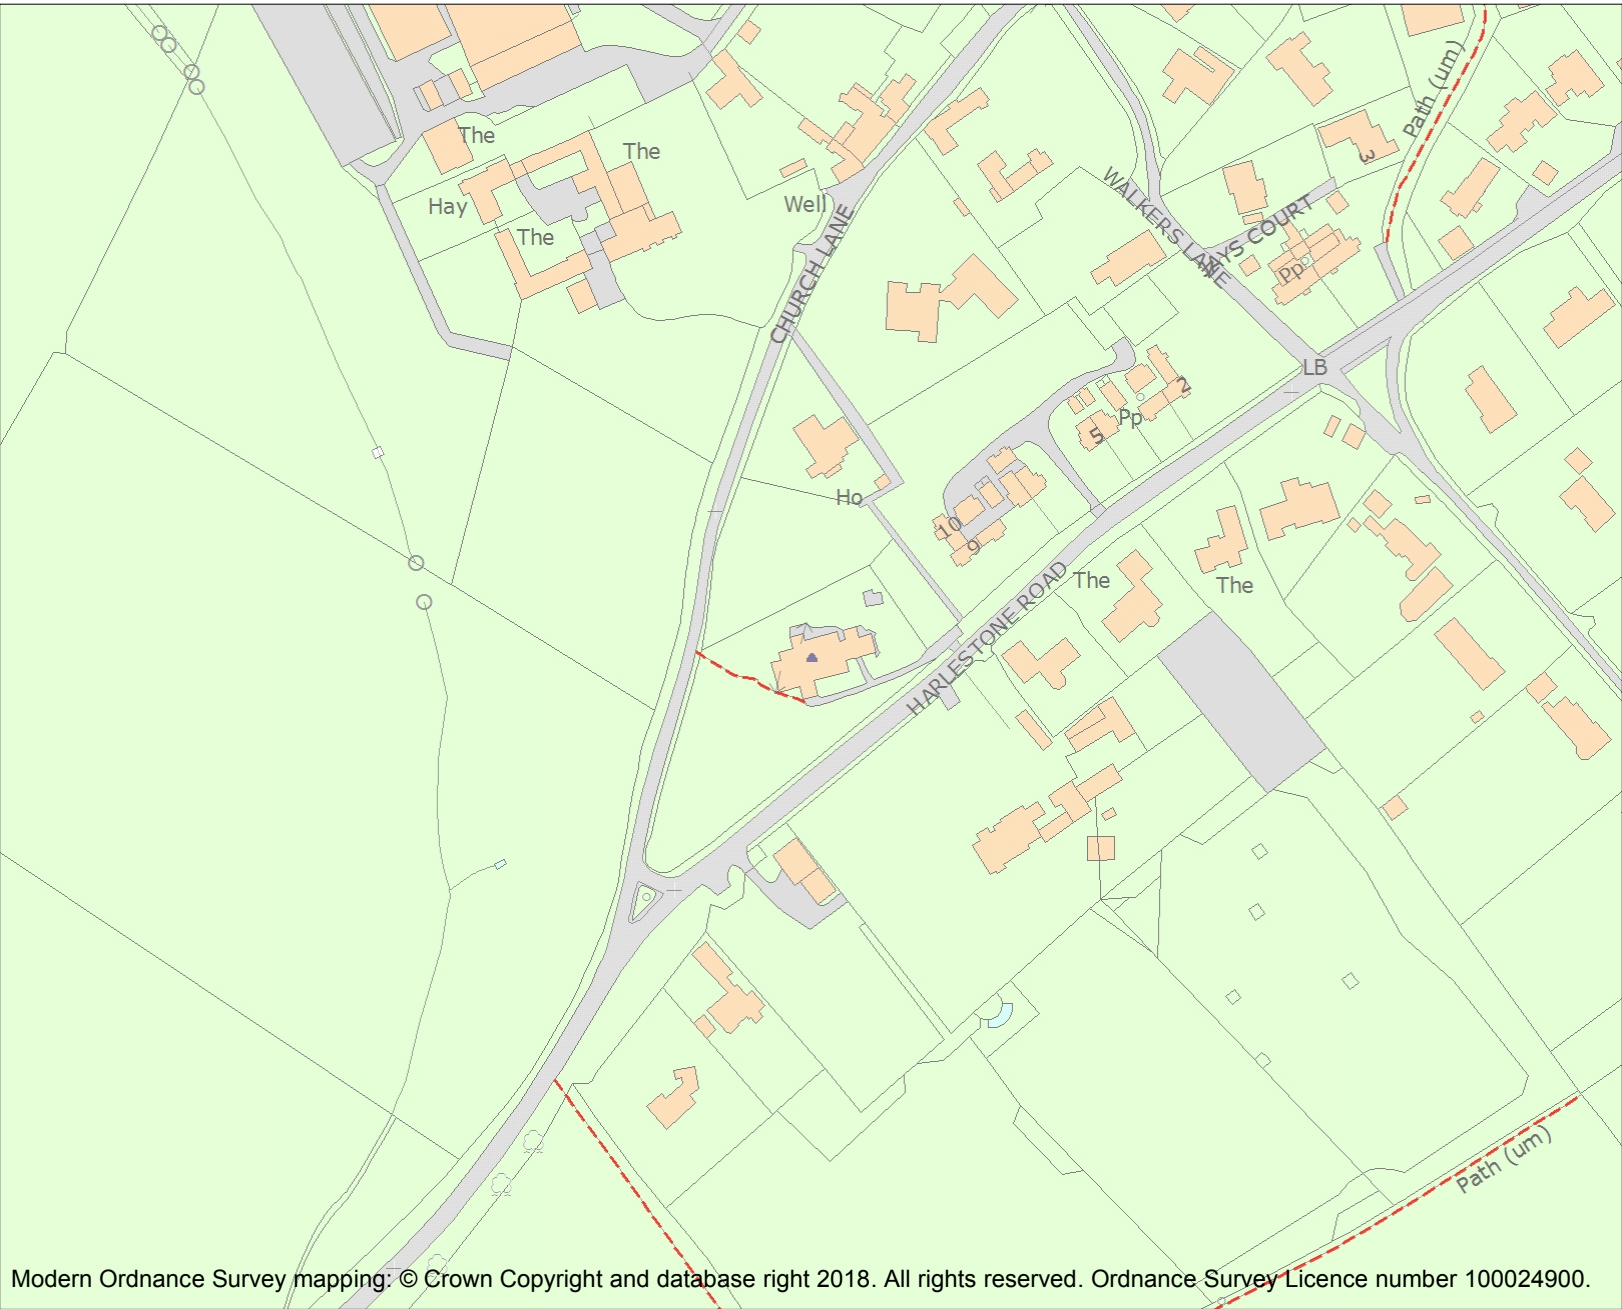 Path (um)
The
The
3
WALKERS LANE
Hay
Well
JAYS COURT
The
CHURCH LANE
Pp
LB
2
Pp
5
Ho
10
9
The
The
HARLESTONE ROAD
Path (um)
Modern Ordnance Survey mapping: © Crown Copyright and database right 2018. All rights reserved. Ordnance Survey Licence number 100024900.